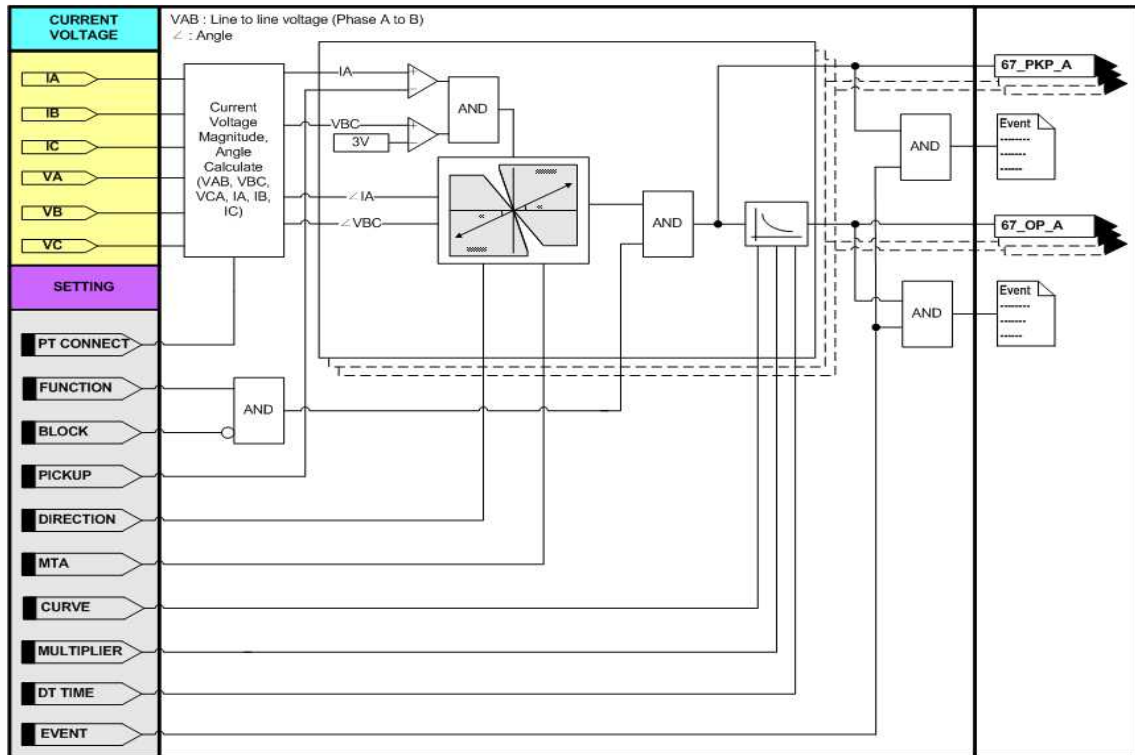 CURRENT
VOLTAGE
VAB : Line to line voltage (Phase A to B)
∠ : Angle
IA
IB
IC
VA
VB
VC
Current
Voltage
Magnitude,
Angle
Calculate
(VAB, VBC,
VCA, IA, IB,
IC)
IA
VBC
3V
∠ IA
∠ VBC
+
−
+
−
AND
AND
67_PKP_A
AND
Event
67_OP_A
AND
Event
SETTING
PT CONNECT
FUNCTION
BLOCK
AND
PICKUP
DIRECTION
MTA
CURVE
MULTIPLIER
DT TIME
EVENT